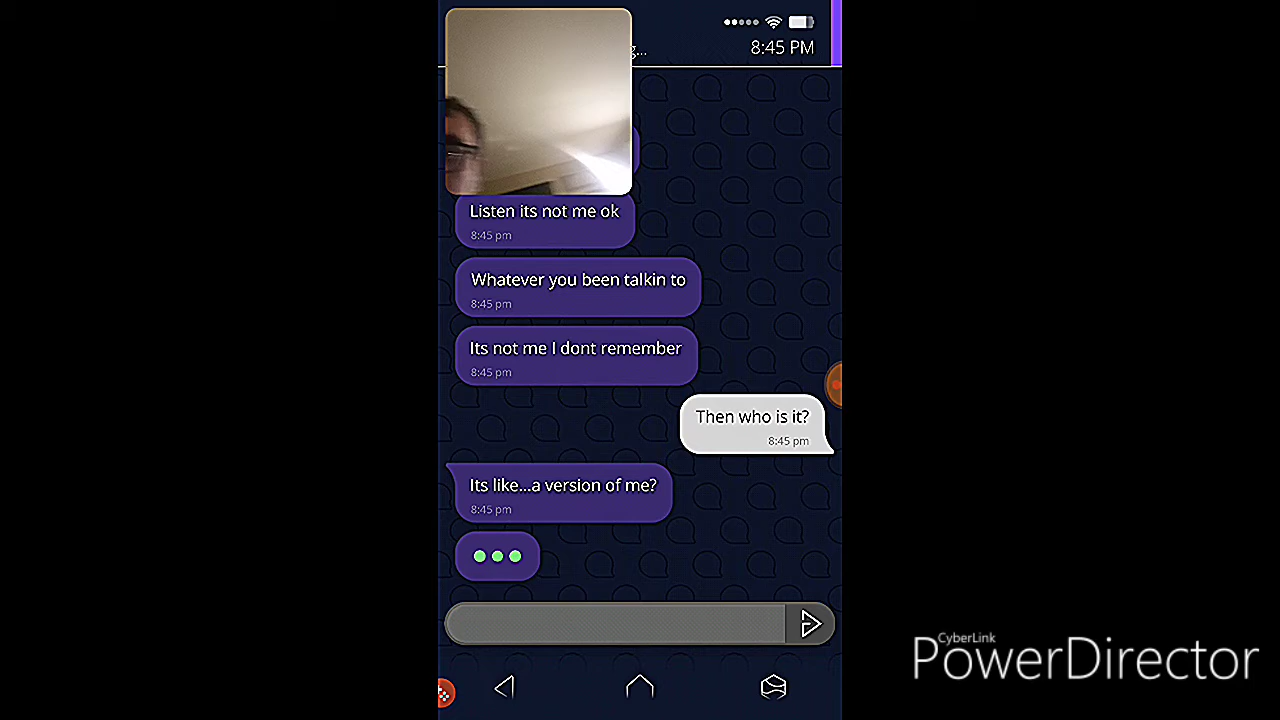 g...
8:45 PM
Listen its not me ok
8:45 pm
Whatever you been talkin to
8:45 pm
Its not me I dont remember
8:45 pm
Then who is it?
8:45 pm
Its like...a version of me?
8:45 pm
CyberLink
PowerDirector